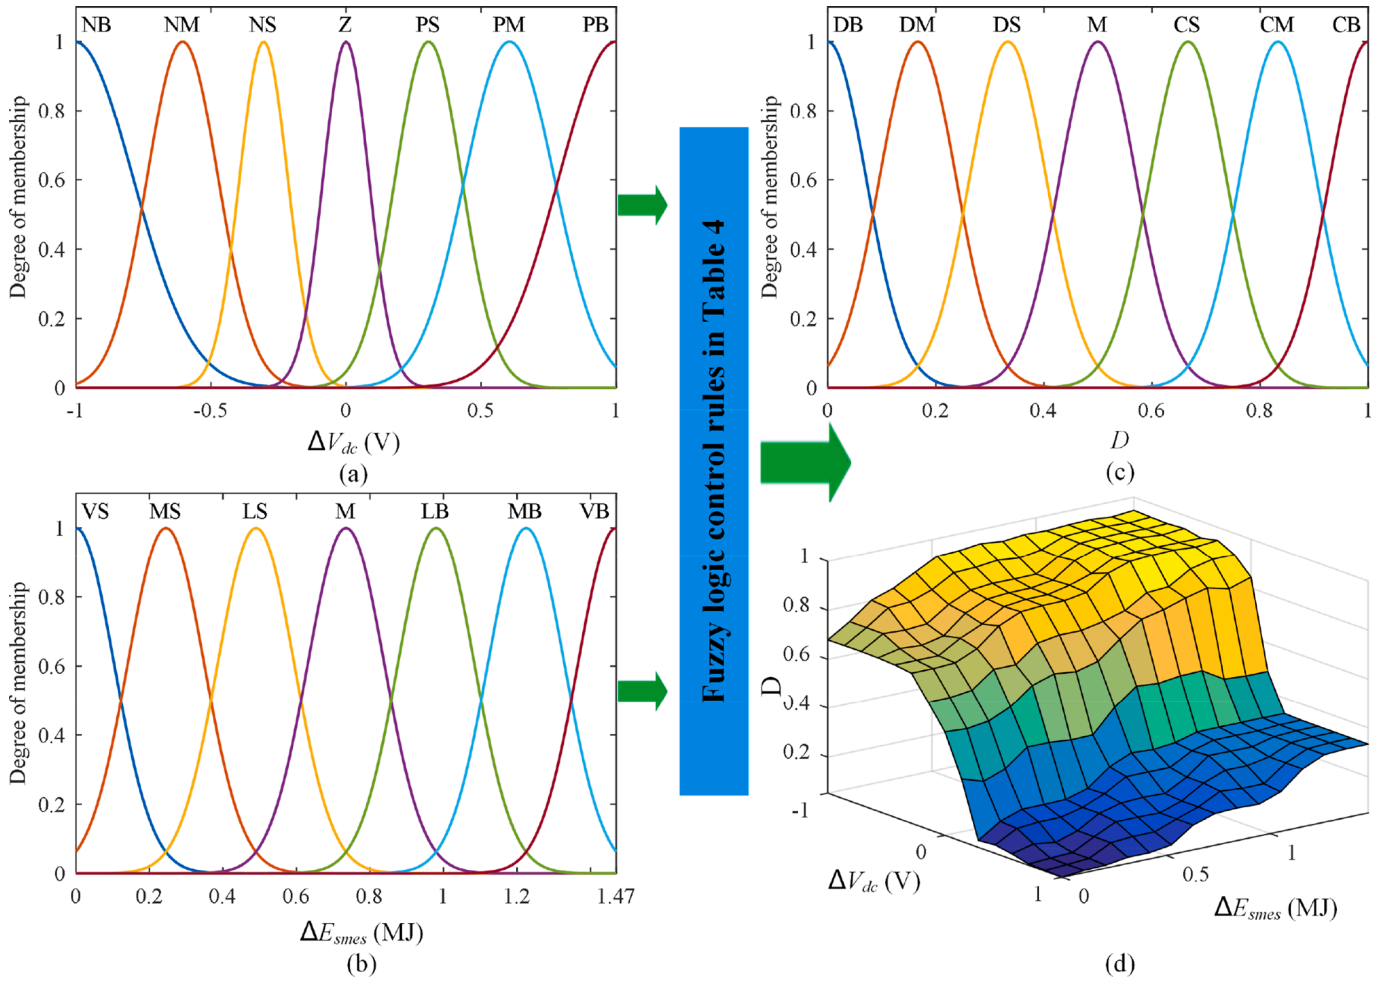 NB NM NS Z PS PM PB
1
0.8
0.6
0.4
0.2
0
Degree of membership
-1 -0.5 0 0.5 1
ΔVdc (V)
(a)
VS MS LS M LB MB VB
1
0.8
0.6
0.4
0.2
0
Degree of membership
0 0.2 0.4 0.6 0.8 1 1.2 1.47
ΔEsmes (MJ)
(b)
Fuzzy logic control rules in Table 4
DB DM DS M CS CM CB
1
0.8
0.6
0.4
0.2
0
Degree of membership
0 0.2 0.4 0.6 0.8 1
D
(c)
1
0.8
0.6
0.4
0.2
D
-1 0 1
ΔVdc (V)
0 0.5 1
ΔEsmes (MJ)
(d)